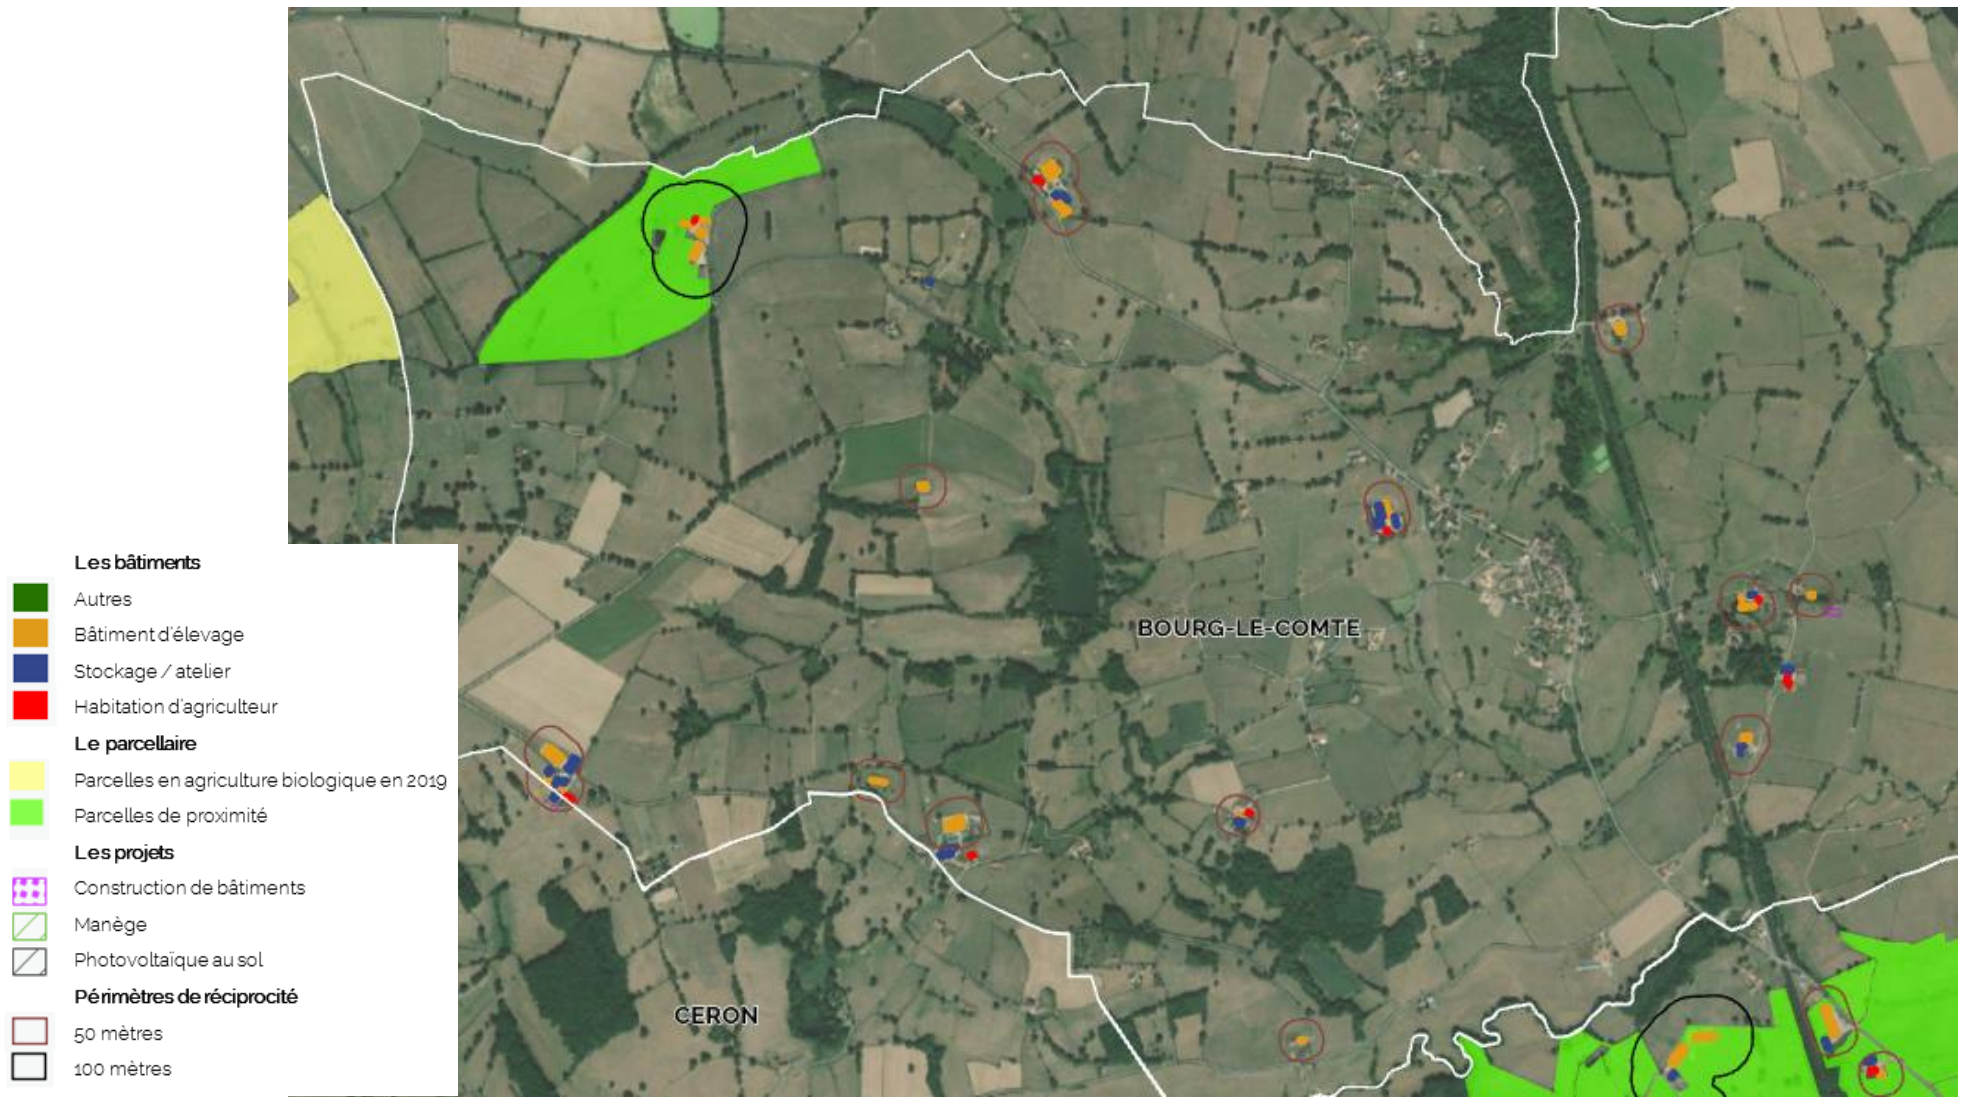 BOURG-LE-COMTE
CERON
Les bâtiments
Autres
Bâtiment d'élevage
Stockage / atelier
Habitation d'agriculteur
Le parcellaire
Parcelles en agriculture biologique en 2019
Parcelles de proximité
Les projets
Construction de bâtiments
Manège
Photovoltaïque au sol
Périmètres de réciprocité
50 mètres
100 mètres